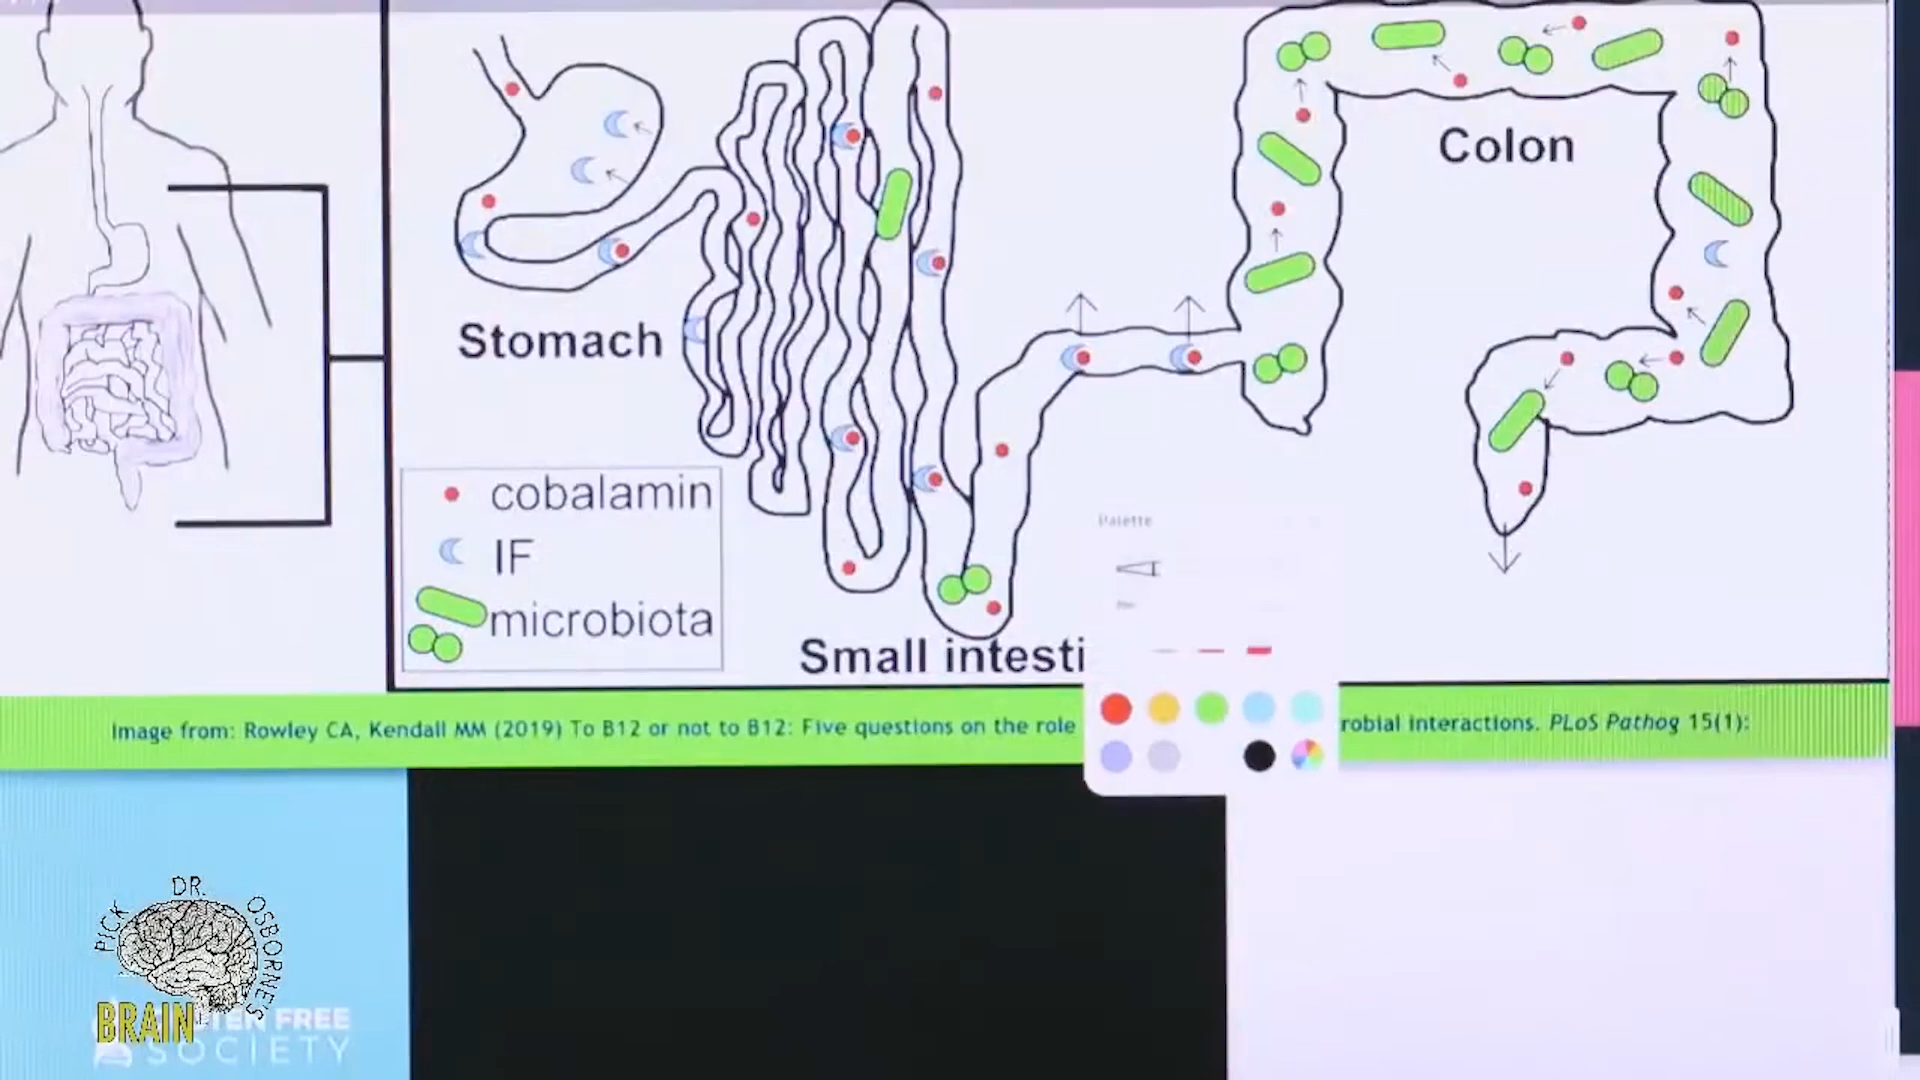 Stomach
Colon
cobalamin
IF
microbiota
Small intesti
Palette
Image from: Rowley CA, Kendall MM (2019) To B12 or not to B12: Five questions on the role
robial interactions. PLoS Pathog 15(1):
PICK DR. OSBORNE'S
BRAIN
TEN FREE
SOCIETY